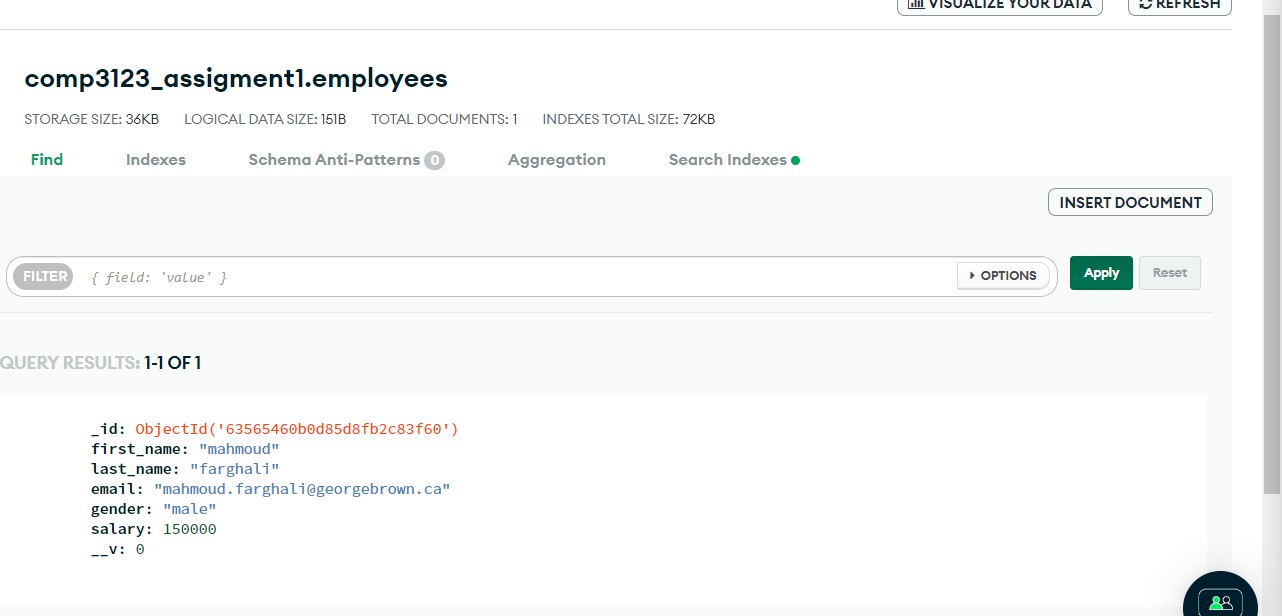 VISUALIZE YOUR DATA REFRESH
comp3123_assigment1.employees
STORAGE SIZE: 36KB LOGICAL DATA SIZE: 151B TOTAL DOCUMENTS: 1 INDEXES TOTAL SIZE: 72KB
Find Indexes Schema Anti-Patterns 0 Aggregation Search Indexes
INSERT DOCUMENT
FILTER { field: 'value' } OPTIONS Apply Reset
QUERY RESULTS: 1-1 OF 1
_id: ObjectId('63565460b0d85d8fb2c83f60')
first_name: "mahmoud"
last_name: "farghali"
email: "mahmoud.farghali@georgebrown.ca"
gender: "male"
salary: 150000
__v: 0